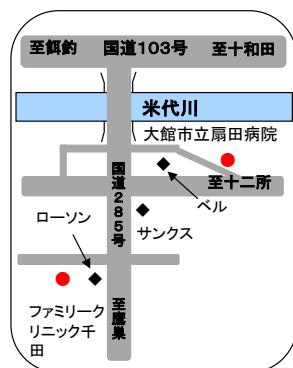 至餌釣 国道103号 至十和田
米代川
大館市立扇田病院
国道285号
至十二所
ベル
ローソン
サンクス
ファミリーク
リニック千
田
至鷹巣